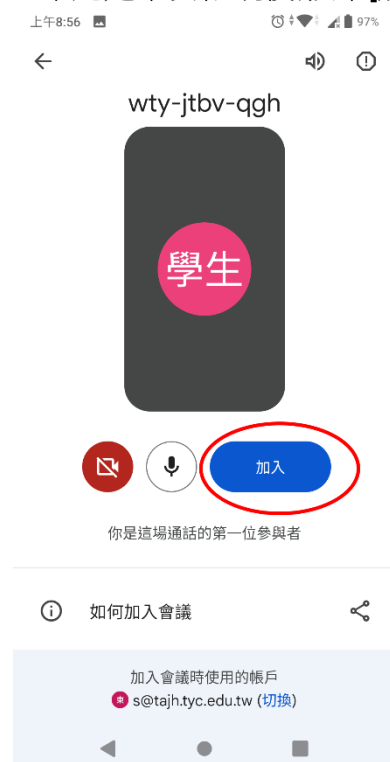 上午8:56
97%
wty-jtbv-qgh
學生
加入
你是這場通話的第一位參與者
如何加入會議
加入會議時使用的帳戶
s@tajh.tyc.edu.tw (切換)